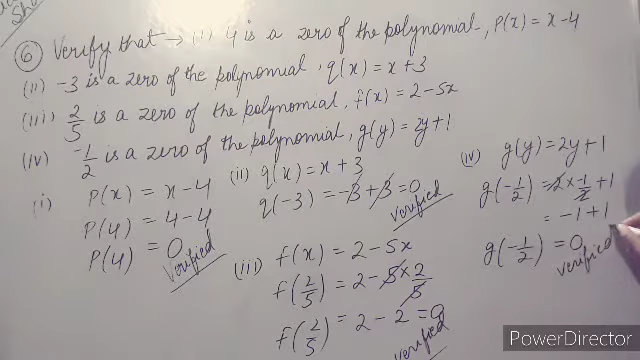 ⑥ Verify that → (i) 4 is a zero of the polynomial, P(x) = x - 4
(ii) -3 is a zero of the polynomial, q(x) = x + 3
(iii) 2/5 is a zero of the polynomial, f(x) = 2 - 5x
(iv) -1/2 is a zero of the polynomial, g(y) = 2y + 1
(i) P(x) = x - 4
P(4) = 4 - 4
P(4) = 0
Verified
(ii) q(x) = x + 3
q(-3) = -3 + 3 = 0
Verified
(iii) f(x) = 2 - 5x
f(2/5) = 2 - 5 × 2/5
f(2/5) = 2 - 2 = 0
Verified
(iv) g(y) = 2y + 1
g(-1/2) = 2 × -1/2 + 1
= -1 + 1
g(-1/2) = 0
Verified
PowerDirector